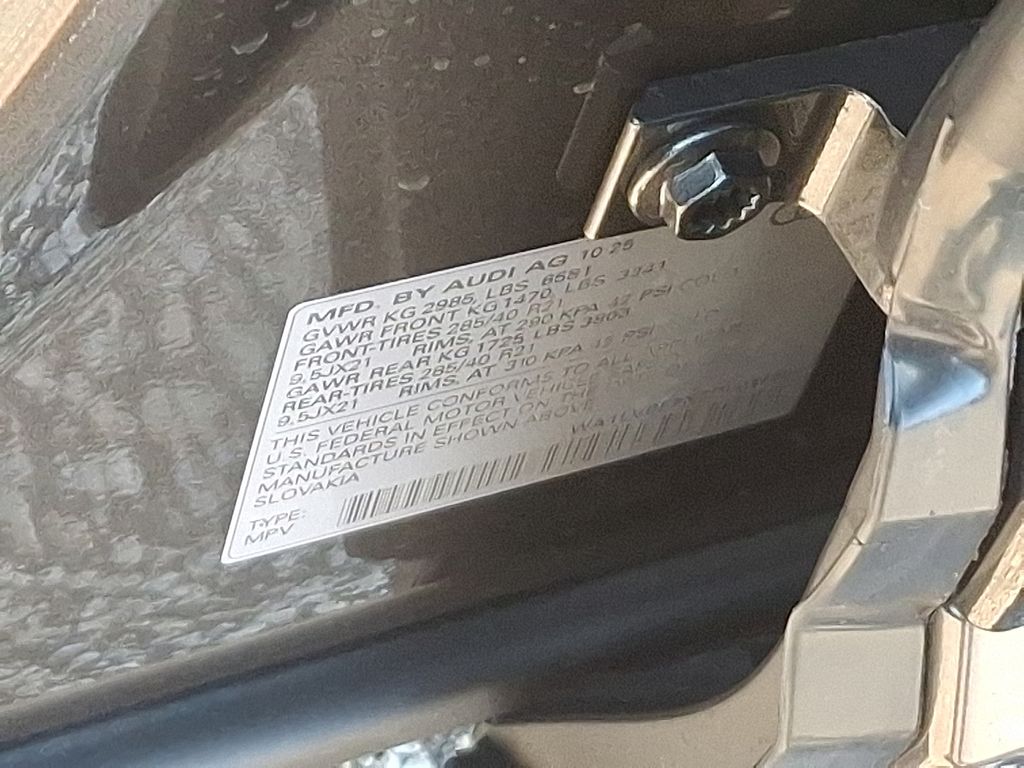 MFD. BY AUDI AG 10 25
GVWR KG 2985, LBS 6581
GAWR FRONT KG 1470, LBS 3241
FRONT-TIRES 285/40 R21
9,5JX21 RIMS, AT 290 KPA 42 PSI COLD
GAWR REAR KG 1725 LBS 3803
REAR-TIRES 285/40 R21
9,5JX21 RIMS, AT 310 KPA 45 PSI
THIS VEHICLE CONFORMS TO ALL APPLICABLE
U.S. FEDERAL MOTOR VEHICLE
STANDARDS IN EFFECT ON THE
MANUFACTURE SHOWN ABOVE
SLOVAKIA
TYPE:
MPV